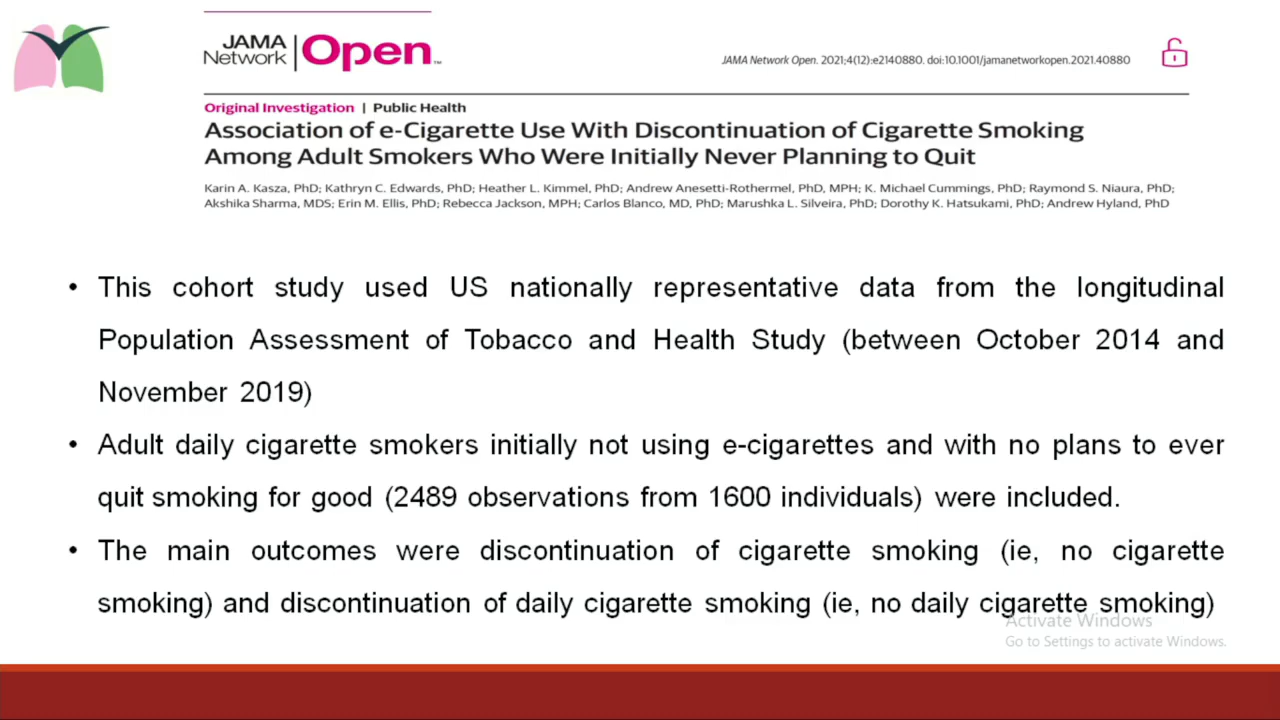 JAMA
Network
Open™
JAMA Network Open. 2021;4(12):e2140880. doi:10.1001/jamanetworkopen.2021.40880
Original Investigation | Public Health
Association of e-Cigarette Use With Discontinuation of Cigarette Smoking
Among Adult Smokers Who Were Initially Never Planning to Quit
Karin A. Kasza, PhD; Kathryn C. Edwards, PhD; Heather L. Kimmel, PhD; Andrew Anesetti-Rothermel, PhD, MPH; K. Michael Cummings, PhD; Raymond S. Niaura, PhD;
Akshika Sharma, MDS; Erin M. Ellis, PhD; Rebecca Jackson, MPH; Carlos Blanco, MD, PhD; Marushka L. Silveira, PhD; Dorothy K. Hatsukami, PhD; Andrew Hyland, PhD
• This cohort study used US nationally representative data from the longitudinal
Population Assessment of Tobacco and Health Study (between October 2014 and
November 2019)
• Adult daily cigarette smokers initially not using e-cigarettes and with no plans to ever
quit smoking for good (2489 observations from 1600 individuals) were included.
• The main outcomes were discontinuation of cigarette smoking (ie, no cigarette
smoking) and discontinuation of daily cigarette smoking (ie, no daily cigarette smoking)
Activate Windows
Go to Settings to activate Windows.